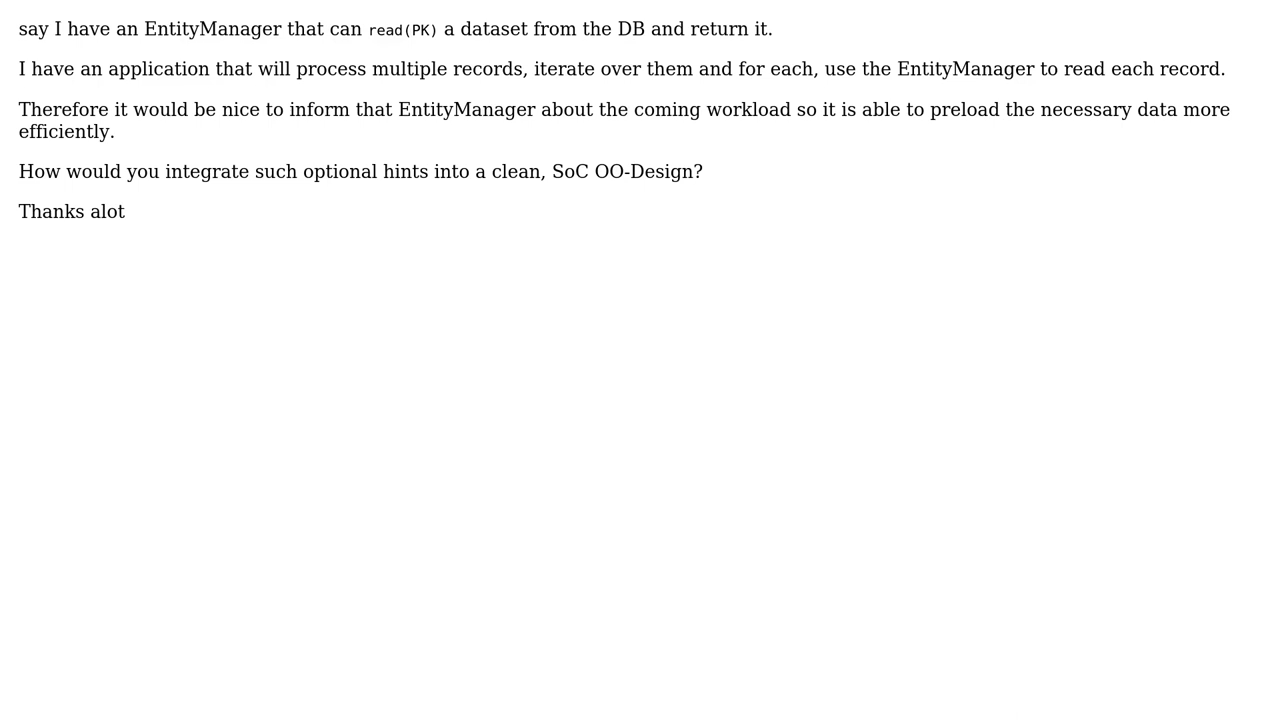 say I have an EntityManager that can read(PK) a dataset from the DB and return it.
I have an application that will process multiple records, iterate over them and for each, use the EntityManager to read each record.
Therefore it would be nice to inform that EntityManager about the coming workload so it is able to preload the necessary data more
efficiently.
How would you integrate such optional hints into a clean, SoC OO-Design?
Thanks alot